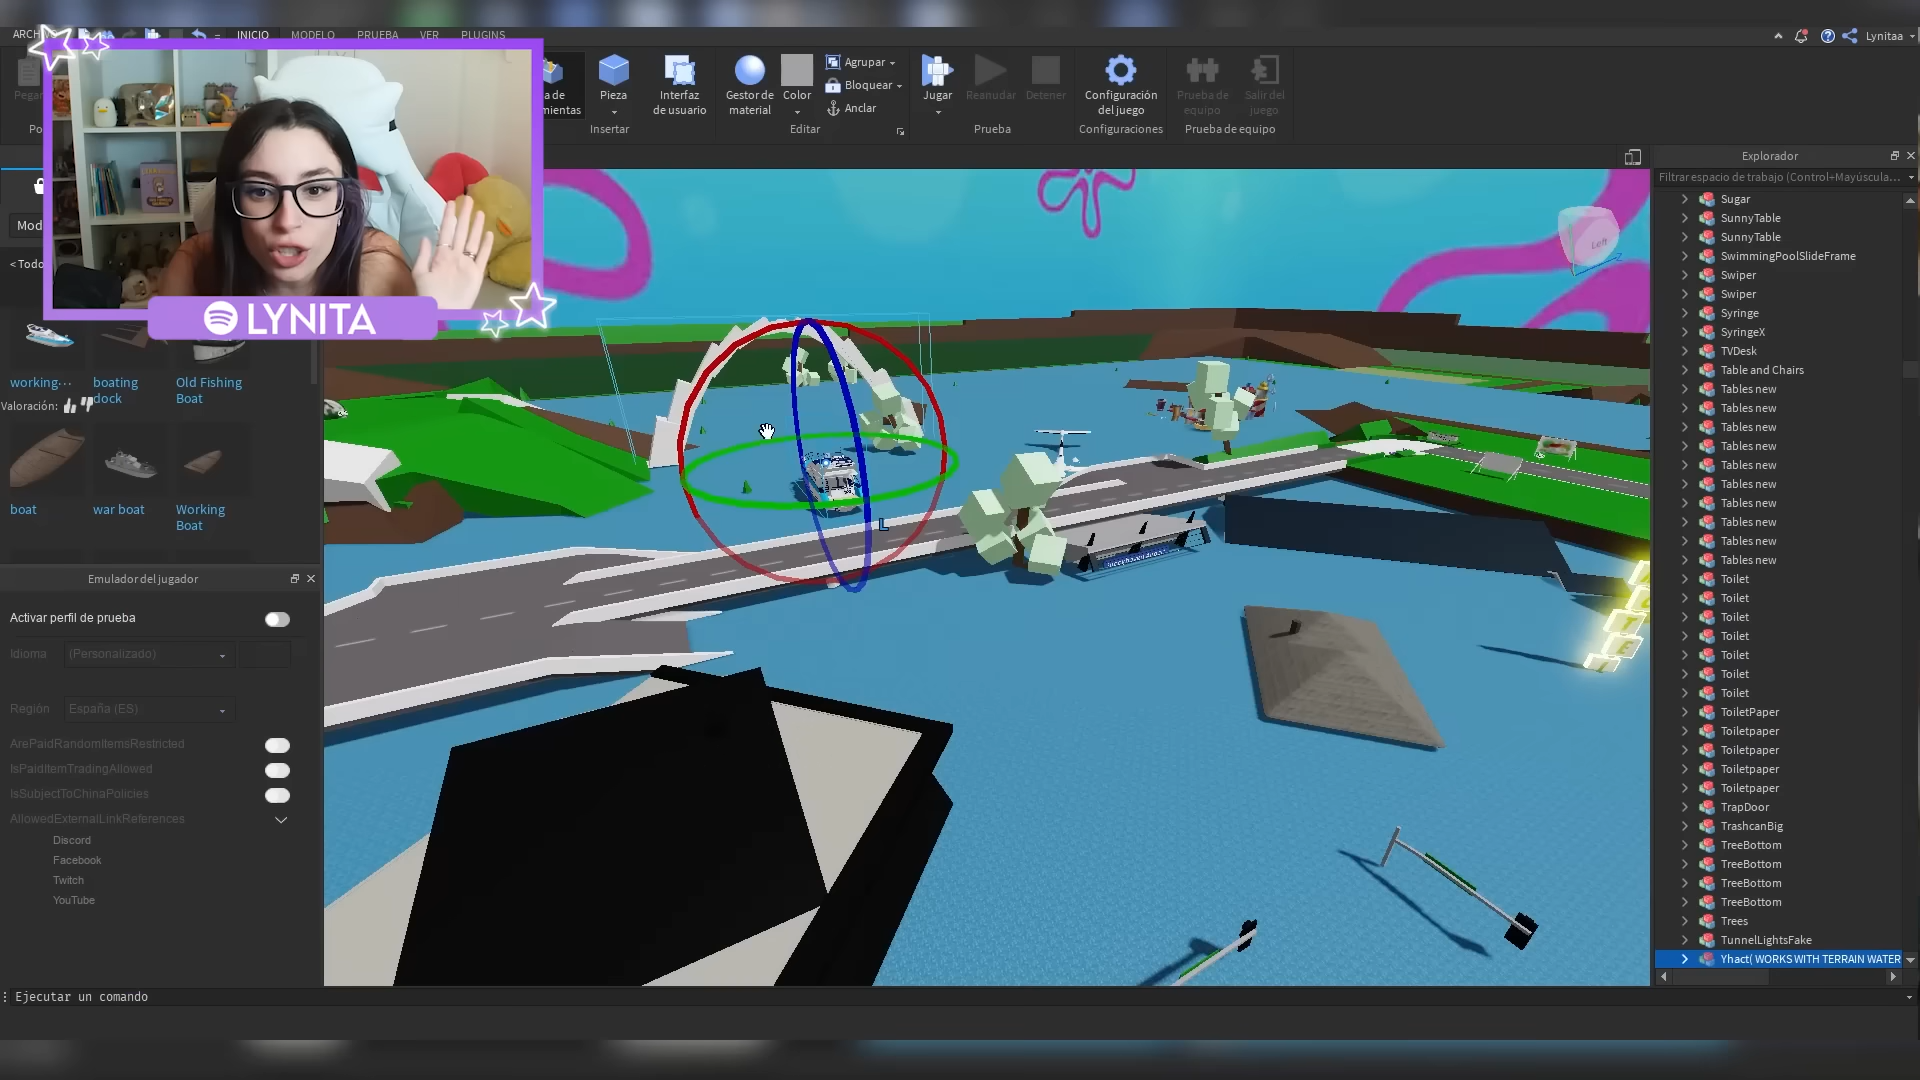 ARCHIVO
INICIO
MODELO
PRUEBA
VER
PLUGINS
Lynitaa
Pegar
Pieza
Interfaz
de usuario
Insertar
Gestor de
material
Color
Agrupar
Bloquear
Anclar
Editar
Jugar
Reanudar
Detener
Prueba
Configuración
del juego
Configuraciones
Prueba de
equipo
Salir del
juego
Prueba de equipo
LYNITA
< Todo
working...
boating
dock
Old Fishing
Boat
Valoración:
boat
war boat
Working
Boat
Emulador del jugador
Activar perfil de prueba
Idioma
(Personalizado)
Región
España (ES)
ArePaidRandomItemsRestricted
IsPaidItemTradingAllowed
IsSubjectToChinaPolicies
AllowedExternalLinkReferences
Discord
Facebook
Twitch
YouTube
Ejecutar un comando
Left
Z
L
Explorador
Filtrar espacio de trabajo (Control+Mayúscula...
Sugar
SunnyTable
SunnyTable
SwimmingPoolSlideFrame
Swiper
Swiper
Syringe
SyringeX
TVDesk
Table and Chairs
Tables new
Tables new
Tables new
Tables new
Tables new
Tables new
Tables new
Tables new
Tables new
Tables new
Toilet
Toilet
Toilet
Toilet
Toilet
Toilet
Toilet
ToiletPaper
Toiletpaper
Toiletpaper
Toiletpaper
Toiletpaper
TrapDoor
TrashcanBig
TreeBottom
TreeBottom
TreeBottom
TreeBottom
Trees
TunnelLightsFake
Yhact( WORKS WITH TERRAIN WATER